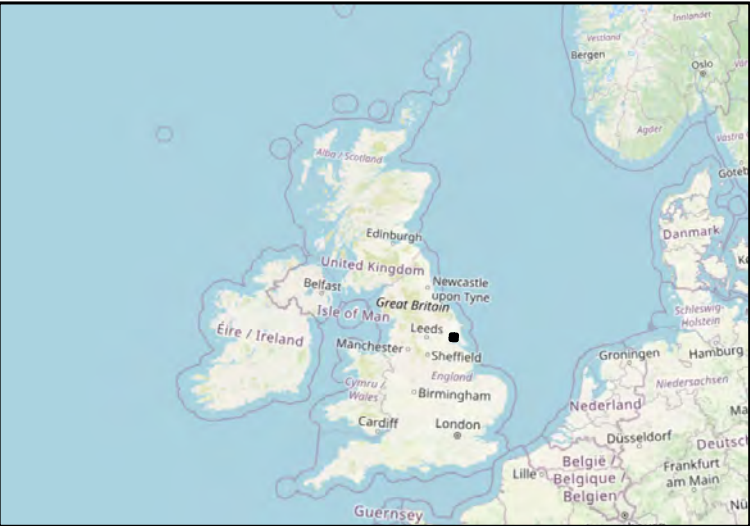 Innlandet
Vestland
Bergen
Oslo
Agder
Alba / Scotland
Göteb
Edinburgh
Danmark
United Kingdom
Belfast
Newcastle
upon Tyne
Great Britain
Isle of Man
Schleswig-
Holstein
Éire / Ireland
Leeds
Manchester
Sheffield
Groningen
Hamburg
England
Cymru /
Wales
Birmingham
Niedersachsen
Nederland
Cardiff
London
Düsseldorf
Deutsc
België /
Belgique /
Belgien
Lille
Frankfurt
am Main
Nü
Guernsey